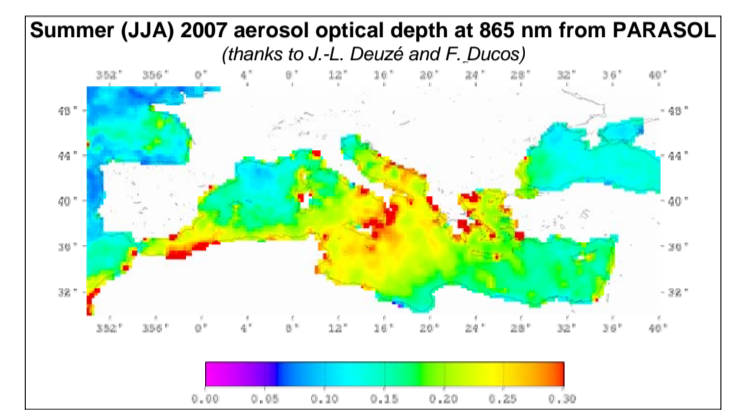 Summer (JJA) 2007 aerosol optical depth at 865 nm from PARASOL
(thanks to J.-L. Deuzé and F. Ducos)
352° 356° 0° 4° 8° 12° 16° 20° 24° 28° 32° 36° 40°
48° 48°
44° 44°
40° 40°
36° 36°
32° 32°
352° 356° 0° 4° 8° 12° 16° 20° 24° 28° 32° 36° 40°
0.00 0.05 0.10 0.15 0.20 0.25 0.30